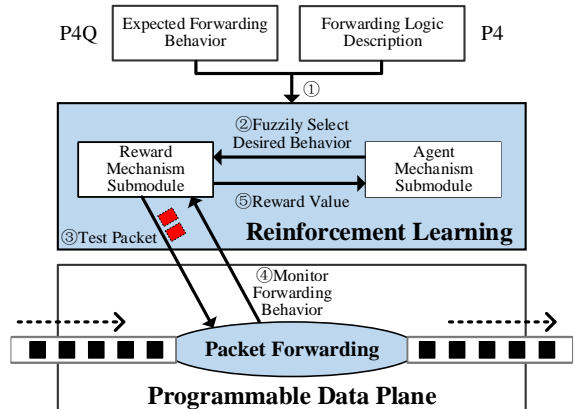 P4Q
Expected Forwarding
Behavior
Forwarding Logic
Description
P4
①
②Fuzzily Select
Desired Behavior
Reward
Mechanism
Submodule
Agent
Mechanism
Submodule
⑤Reward Value
③Test Packet
Reinforcement Learning
④Monitor
Forwarding
Behavior
Packet Forwarding
Programmable Data Plane